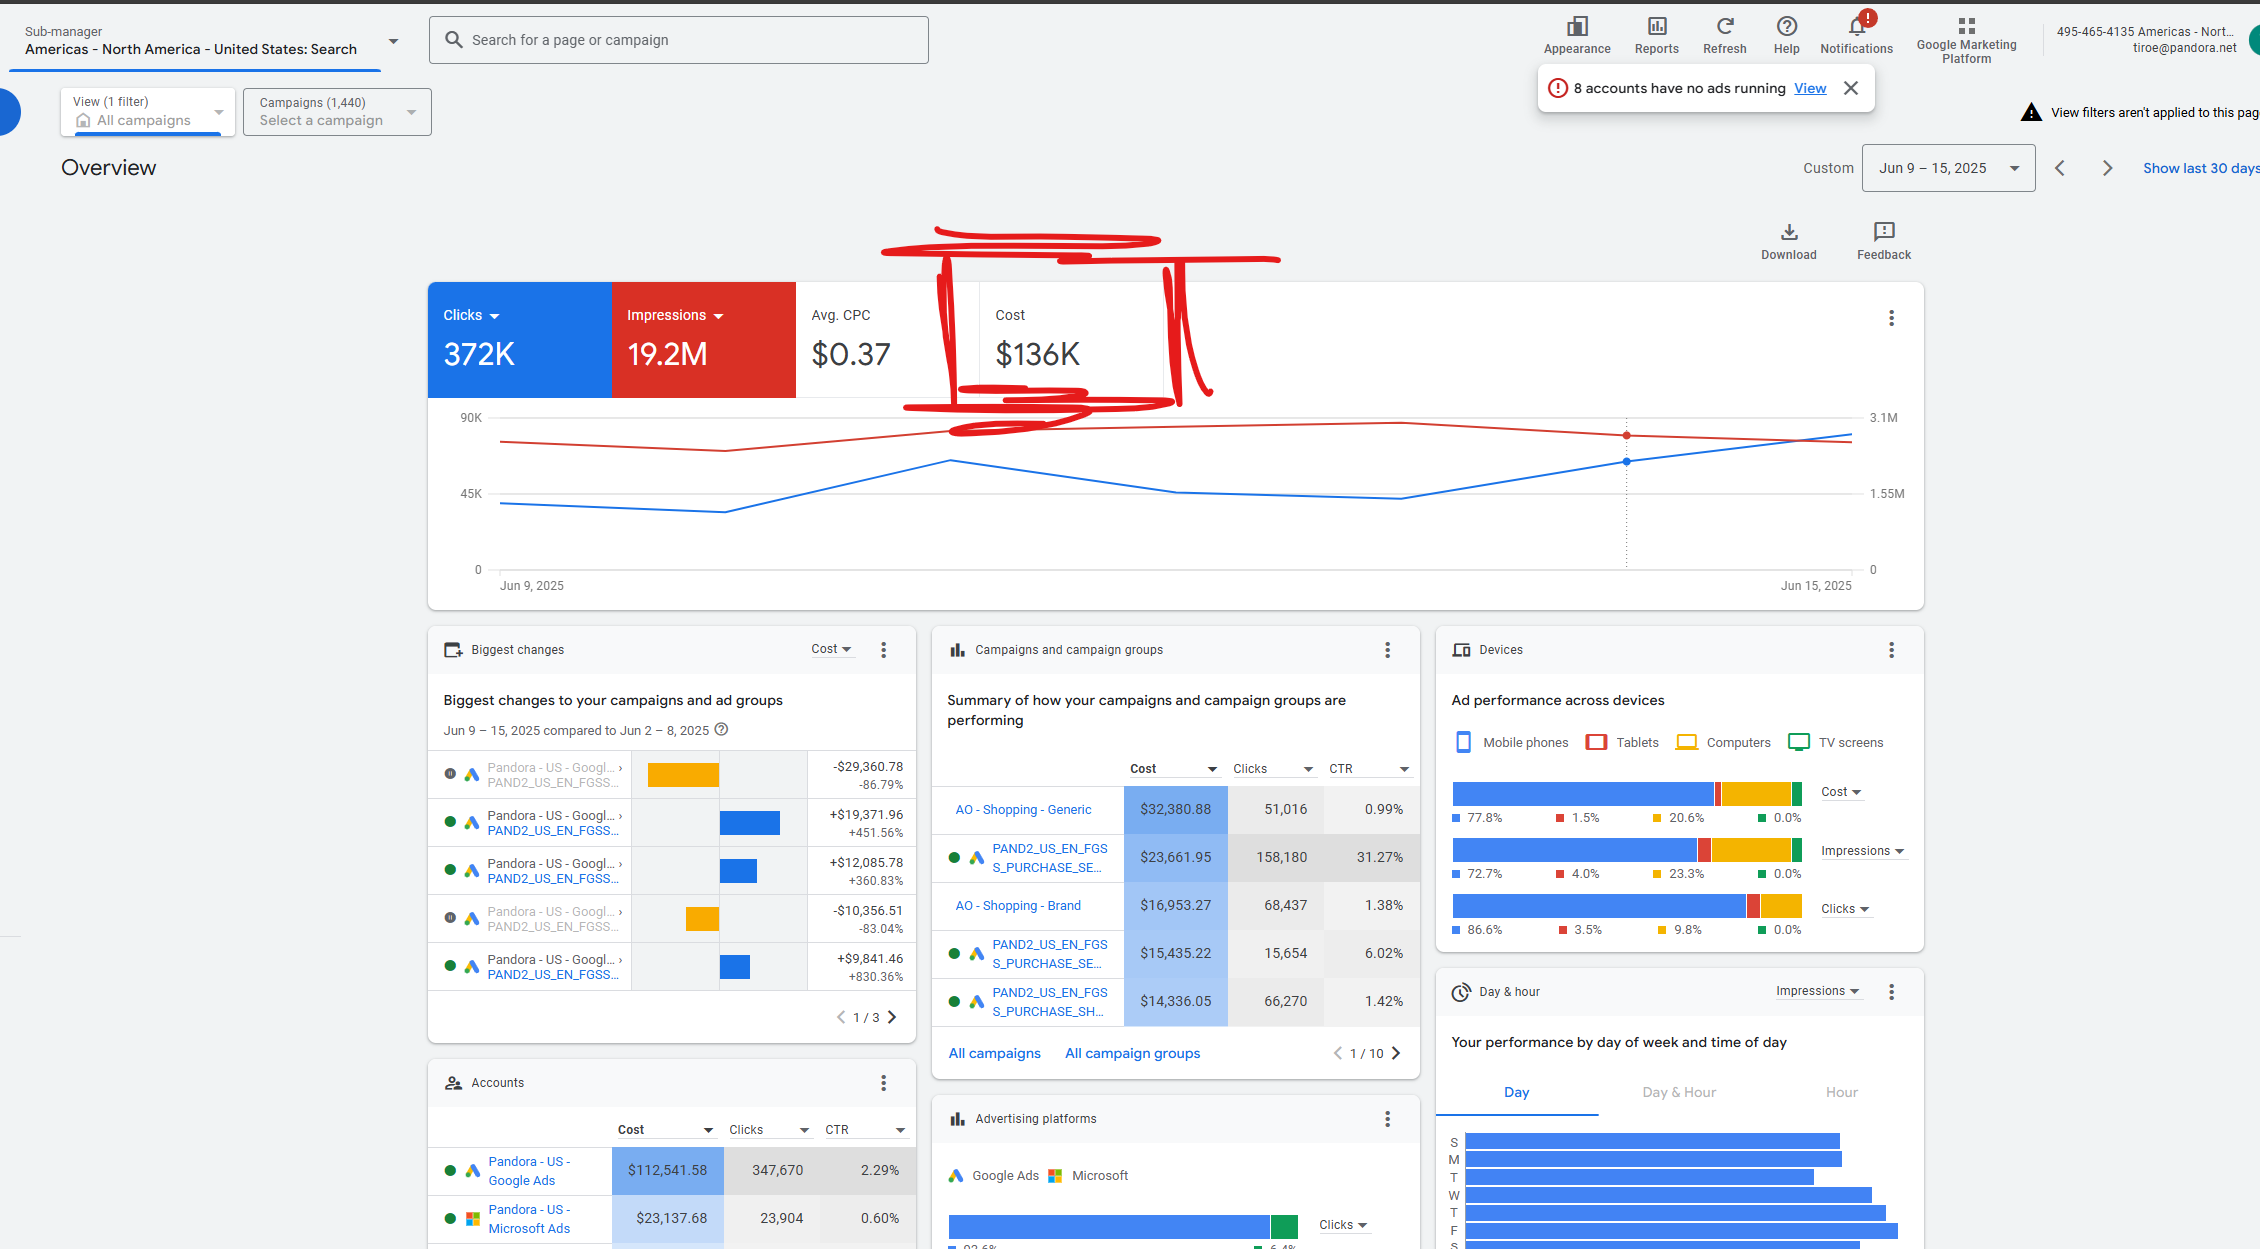 Sub-manager
Americas - North America - United States: Search
Search for a page or campaign
Appearance
Reports
Refresh
Help
Notifications
Google Marketing
Platform
495-465-4135 Americas - Nort...
tiroe@pandora.net
8 accounts have no ads running View
View (1 filter)
All campaigns
Campaigns (1,440)
Select a campaign
View filters aren't applied to this page
Overview
Custom
Jun 9 – 15, 2025
Show last 30 days
Download
Feedback
Clicks
372K
Impressions
19.2M
Avg. CPC
$0.37
Cost
$136K
90K
45K
0
3.1M
1.55M
0
Jun 9, 2025
Jun 15, 2025
Biggest changes
Cost
Biggest changes to your campaigns and ad groups
Jun 9 – 15, 2025 compared to Jun 2 – 8, 2025
Pandora - US - Googl... ›
PAND2_US_EN_FGSS...
-$29,360.78
-86.79%
Pandora - US - Googl... ›
PAND2_US_EN_FGSS...
+$19,371.96
+451.56%
Pandora - US - Googl... ›
PAND2_US_EN_FGSS...
+$12,085.78
+360.83%
Pandora - US - Googl... ›
PAND2_US_EN_FGSS...
-$10,356.51
-83.04%
Pandora - US - Googl... ›
PAND2_US_EN_FGSS...
+$9,841.46
+830.36%
1 / 3
Accounts
Cost Clicks CTR
Pandora - US -
Google Ads
$112,541.58 347,670 2.29%
Pandora - US -
Microsoft Ads
$23,137.68 23,904 0.60%
Campaigns and campaign groups
Summary of how your campaigns and campaign groups are
performing
Cost Clicks CTR
AO - Shopping - Generic $32,380.88 51,016 0.99%
PAND2_US_EN_FGS
S_PURCHASE_SE...
$23,661.95 158,180 31.27%
AO - Shopping - Brand $16,953.27 68,437 1.38%
PAND2_US_EN_FGS
S_PURCHASE_SE...
$15,435.22 15,654 6.02%
PAND2_US_EN_FGS
S_PURCHASE_SH...
$14,336.05 66,270 1.42%
All campaigns All campaign groups 1 / 10
Advertising platforms
Google Ads Microsoft
Clicks
Devices
Ad performance across devices
Mobile phones Tablets Computers TV screens
Cost
77.8% 1.5% 20.6% 0.0%
Impressions
72.7% 4.0% 23.3% 0.0%
Clicks
86.6% 3.5% 9.8% 0.0%
Day & hour
Impressions
Your performance by day of week and time of day
Day
Day & Hour
Hour
S
M
T
W
T
F
S